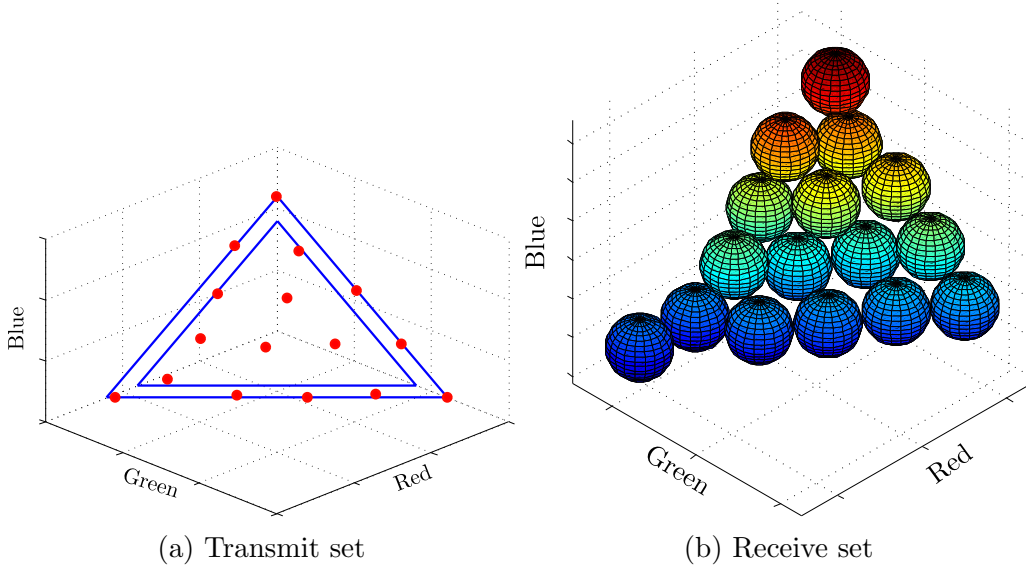 Blue
Green
Red
(a) Transmit set
Blue
Green
Red
(b) Receive set